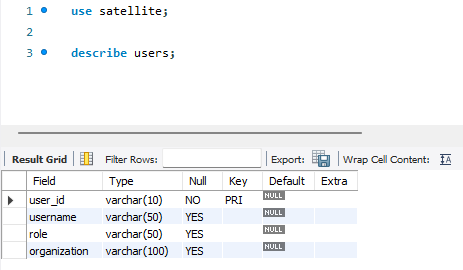 1 use satellite;
2
3 describe users;
Result Grid Filter Rows: Export: Wrap Cell Content: IA
Field Type Null Key Default Extra
user_id varchar(10) NO PRI NULL
username varchar(50) YES NULL
role varchar(50) YES NULL
organization varchar(100) YES NULL